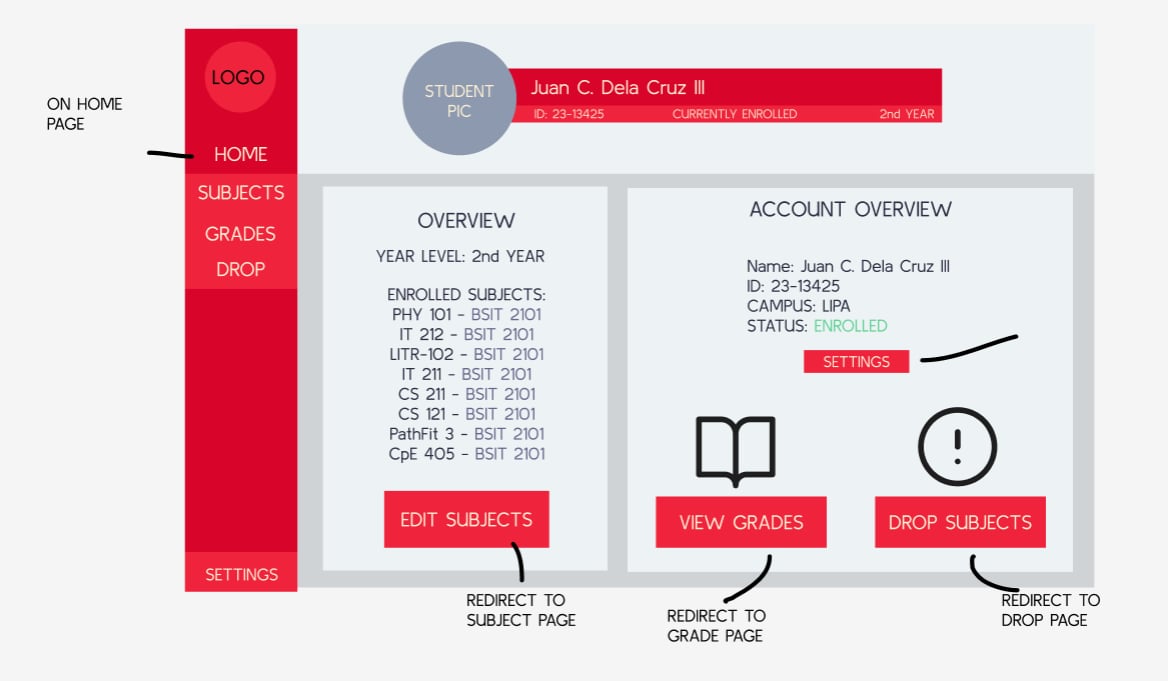 ON HOME
PAGE
LOGO
HOME
SUBJECTS
GRADES
DROP
SETTINGS
STUDENT
PIC
Juan C. Dela Cruz III
ID: 23-13425 CURRENTLY ENROLLED 2nd YEAR
OVERVIEW
YEAR LEVEL: 2nd YEAR
ENROLLED SUBJECTS:
PHY 101 - BSIT 2101
IT 212 - BSIT 2101
LITR-102 - BSIT 2101
IT 211 - BSIT 2101
CS 211 - BSIT 2101
CS 121 - BSIT 2101
PathFit 3 - BSIT 2101
CpE 405 - BSIT 2101
EDIT SUBJECTS
REDIRECT TO
SUBJECT PAGE
ACCOUNT OVERVIEW
Name: Juan C. Dela Cruz III
ID: 23-13425
CAMPUS: LIPA
STATUS: ENROLLED
SETTINGS
VIEW GRADES
DROP SUBJECTS
REDIRECT TO
GRADE PAGE
REDIRECT TO
DROP PAGE